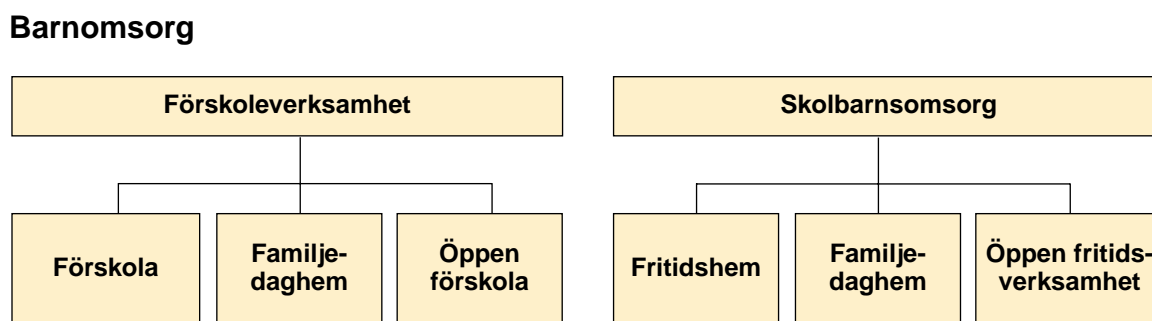 Barnomsorg
Förskoleverksamhet
Skolbarnsomsorg
Förskola
Familje-
daghem
Öppen
förskola
Fritidshem
Familje-
daghem
Öppen fritids-
verksamhet